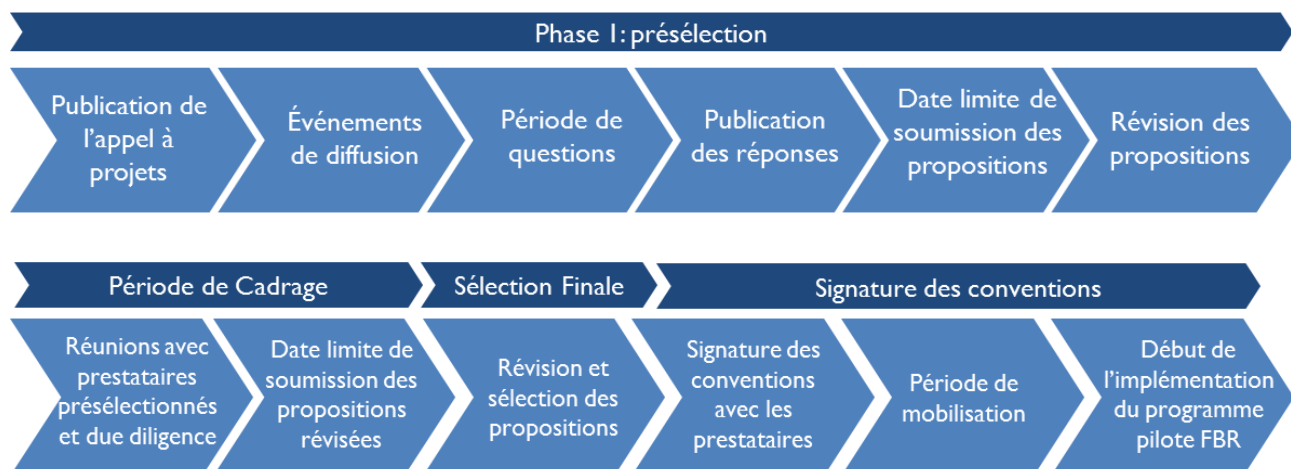 Phase 1: présélection
Publication de
l'appel à
projets
Événements
de diffusion
Période de
questions
Publication
des réponses
Date limite de
soumission des
propositions
Révision des
propositions
Période de Cadrage
Sélection Finale
Signature des conventions
Réunions avec
prestataires
présélectionnés
et due diligence
Date limite de
soumission des
propositions
révisées
Révision et
sélection des
propositions
Signature des
conventions
avec les
prestataires
Période de
mobilisation
Début de
l'implémentation
du programme
pilote FBR